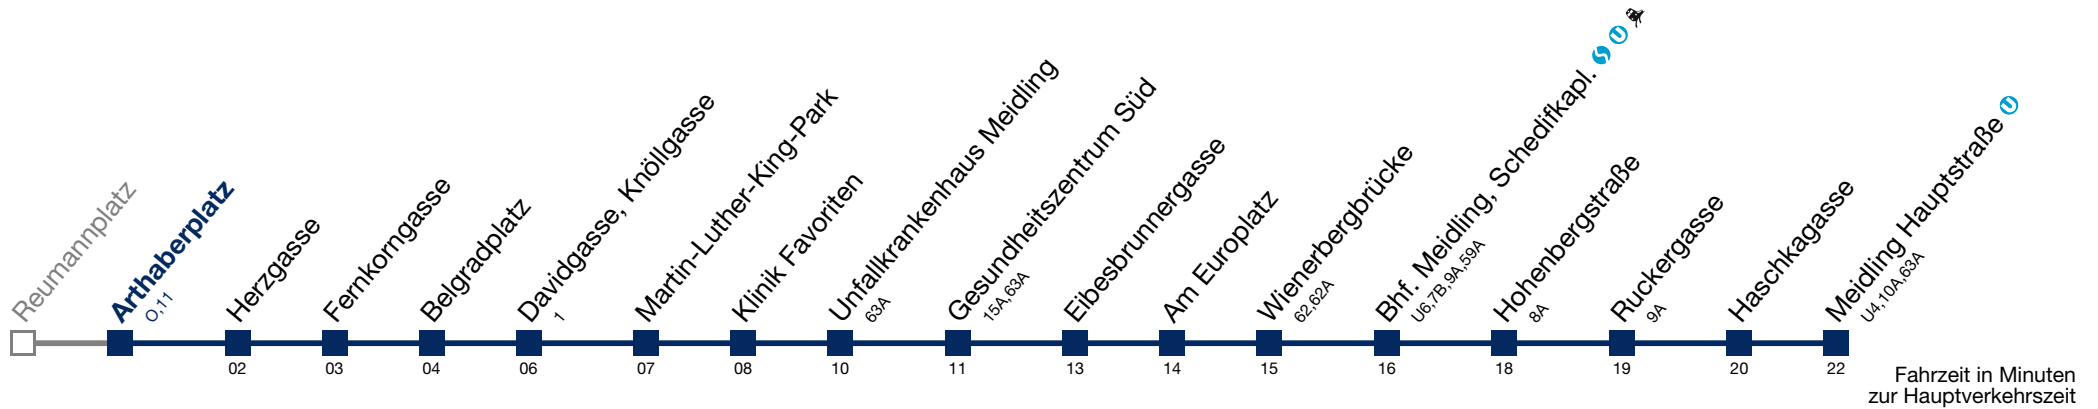 Reumannplatz
Arthaberplatz
O,11
Herzgasse
02
Fernkorngasse
03
Belgradplatz
04
Davidgasse, Knöllgasse
1
06
Martin-Luther-King-Park
07
Klinik Favoriten
08
Unfallkrankenhaus Meidling
63A
10
Gesundheitszentrum Süd
15A,63A
11
Eibesbrunnergasse
13
Am Europlatz
14
Wienerbergbrücke
62,62A
15
Bhf. Meidling, Schedifkapl. S U
U6,7B,9A,59A
16
Hohenbergstraße
8A
18
Ruckergasse
9A
19
Haschkagasse
20
Meidling Hauptstraße U
U4,10A,63A
22
Fahrzeit in Minuten
zur Hauptverkehrszeit